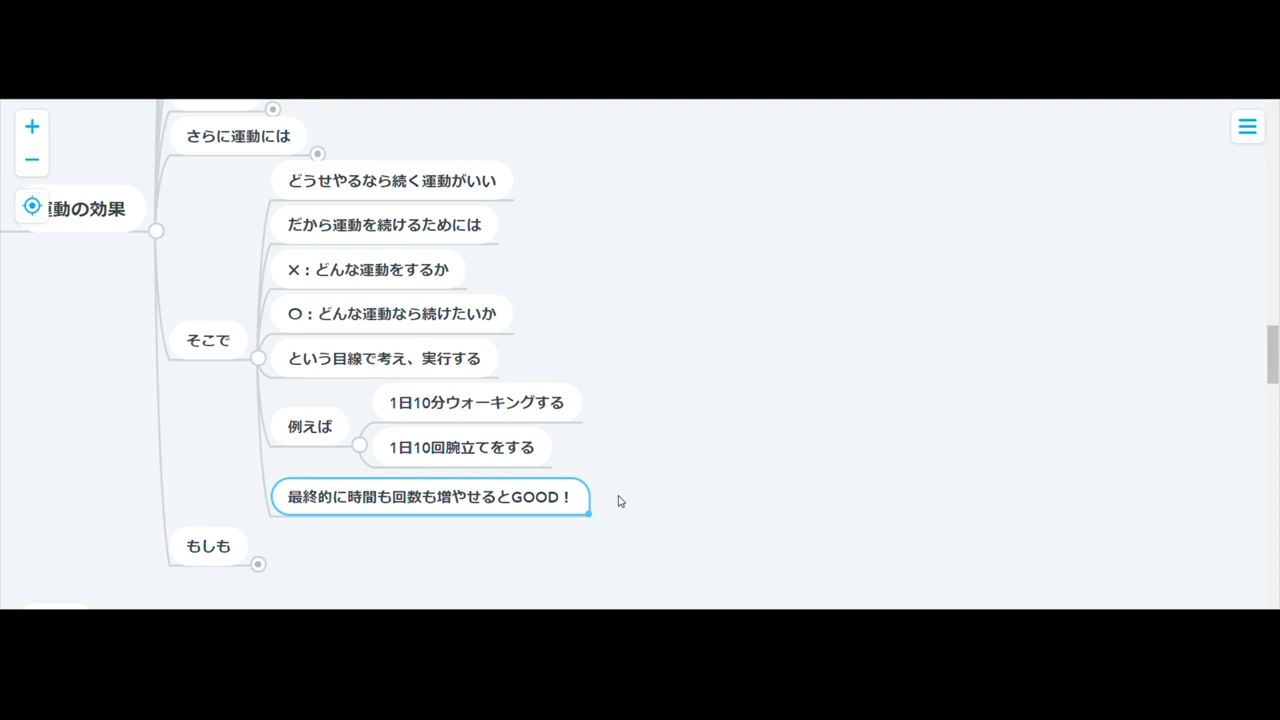 さらに運動には
どうせやるなら続く運動がいい
運動の効果
だから運動を続けるためには
×：どんな運動をするか
〇：どんな運動なら続けたいか
そこで
という目線で考え、実行する
1日10分ウォーキングする
例えば
1日10回腕立てをする
最終的に時間も回数も増やせるとGOOD！
もしも